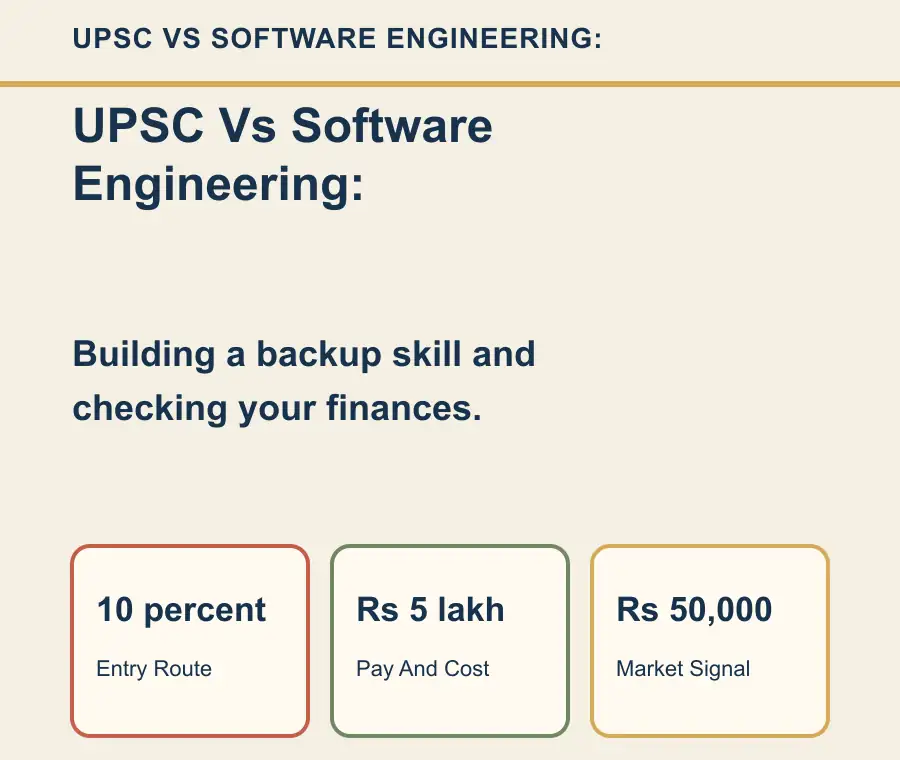 UPSC VS SOFTWARE ENGINEERING:
UPSC Vs Software
Engineering:
Building a backup skill and
checking your finances.
10 percent
Entry Route
Rs 5 lakh
Pay And Cost
Rs 50,000
Market Signal